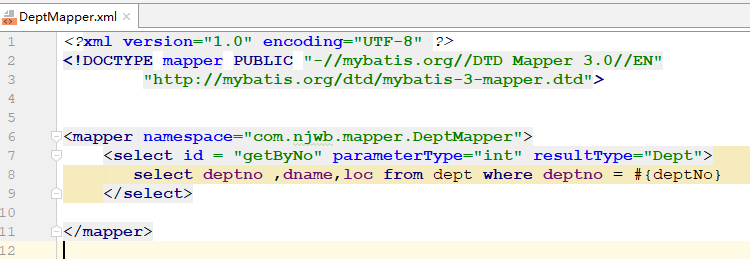 DeptMapper.xml
1 <?xml version="1.0" encoding="UTF-8" ?>
2 <!DOCTYPE mapper PUBLIC "-//mybatis.org//DTD Mapper 3.0//EN"
3 "http://mybatis.org/dtd/mybatis-3-mapper.dtd">
4
5
6 <mapper namespace="com.njwb.mapper.DeptMapper">
7 <select id = "getByNo" parameterType="int" resultType="Dept">
8 select deptno ,dname,loc from dept where deptno = #{deptNo}
9 </select>
10
11 </mapper>
12